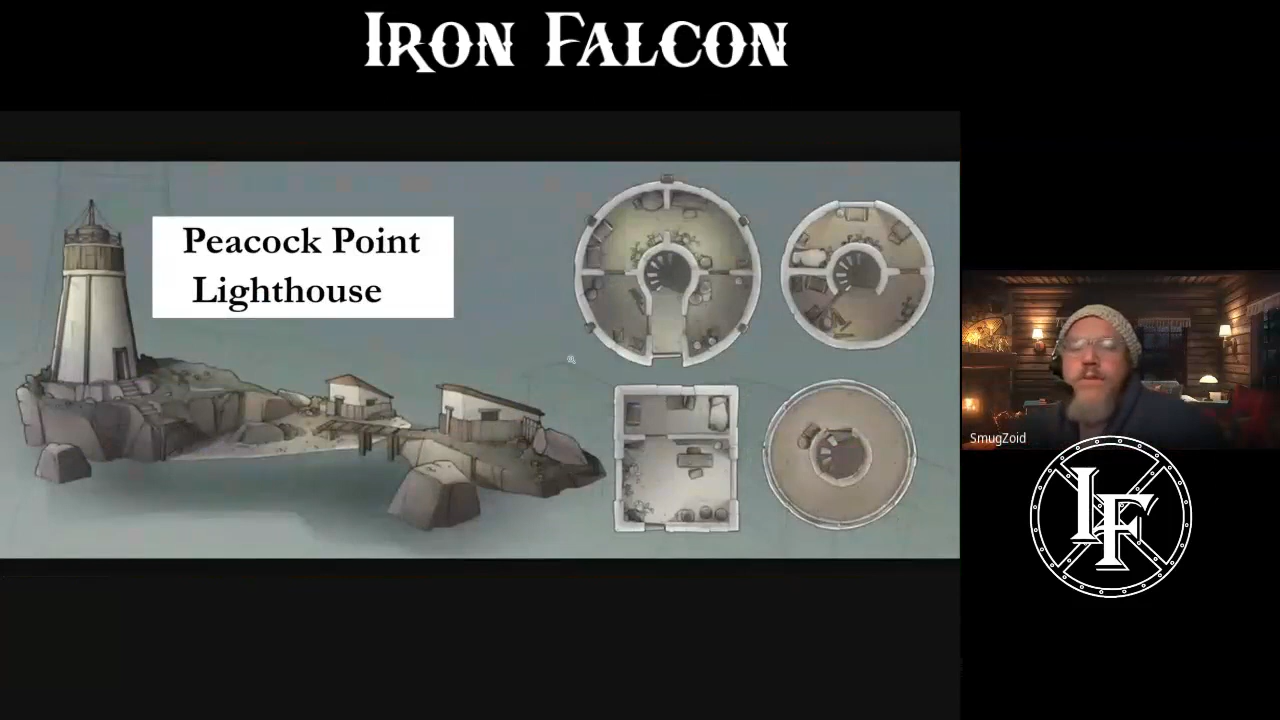 Iron Falcon
Peacock Point
Lighthouse
SmugZoid
IF